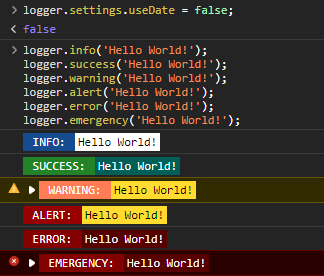 logger.settings.useDate = false;
false
logger.info('Hello World!');
logger.success('Hello World!');
logger.warning('Hello World!');
logger.alert('Hello World!');
logger.error('Hello World!');
logger.emergency('Hello World!');
INFO: Hello World!
SUCCESS: Hello World!
WARNING: Hello World!
ALERT: Hello World!
ERROR: Hello World!
EMERGENCY: Hello World!